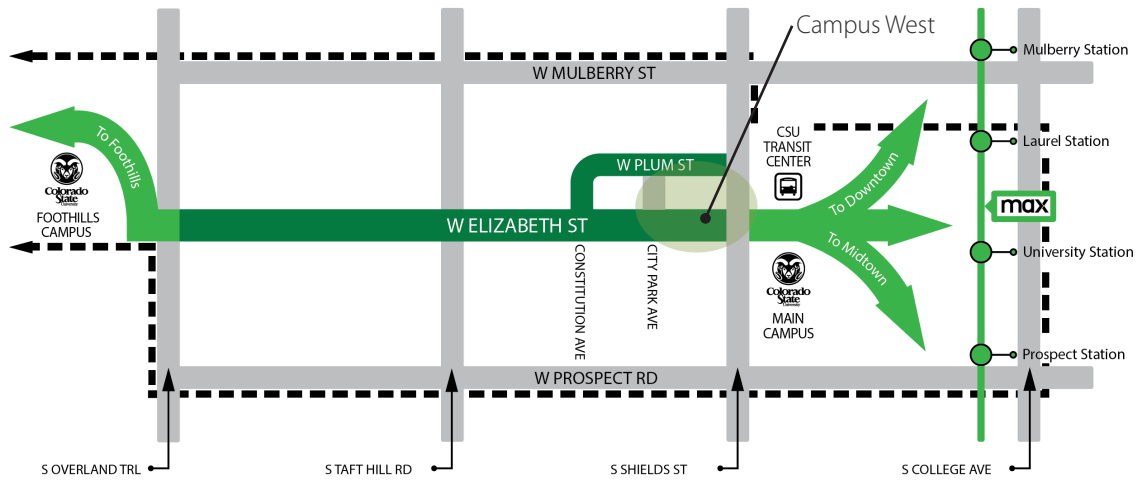 Campus West
Mulberry Station
W MULBERRY ST
To Foothills
CSU
TRANSIT
CENTER
Laurel Station
W PLUM ST
Colorado
State
University
FOOTHILLS
CAMPUS
To Downtown
max
W ELIZABETH ST
To Midtown
University Station
CONSTITUTION AVE
CITY PARK AVE
Colorado
State
University
MAIN
CAMPUS
Prospect Station
W PROSPECT RD
S OVERLAND TRL
S TAFT HILL RD
S SHIELDS ST
S COLLEGE AVE